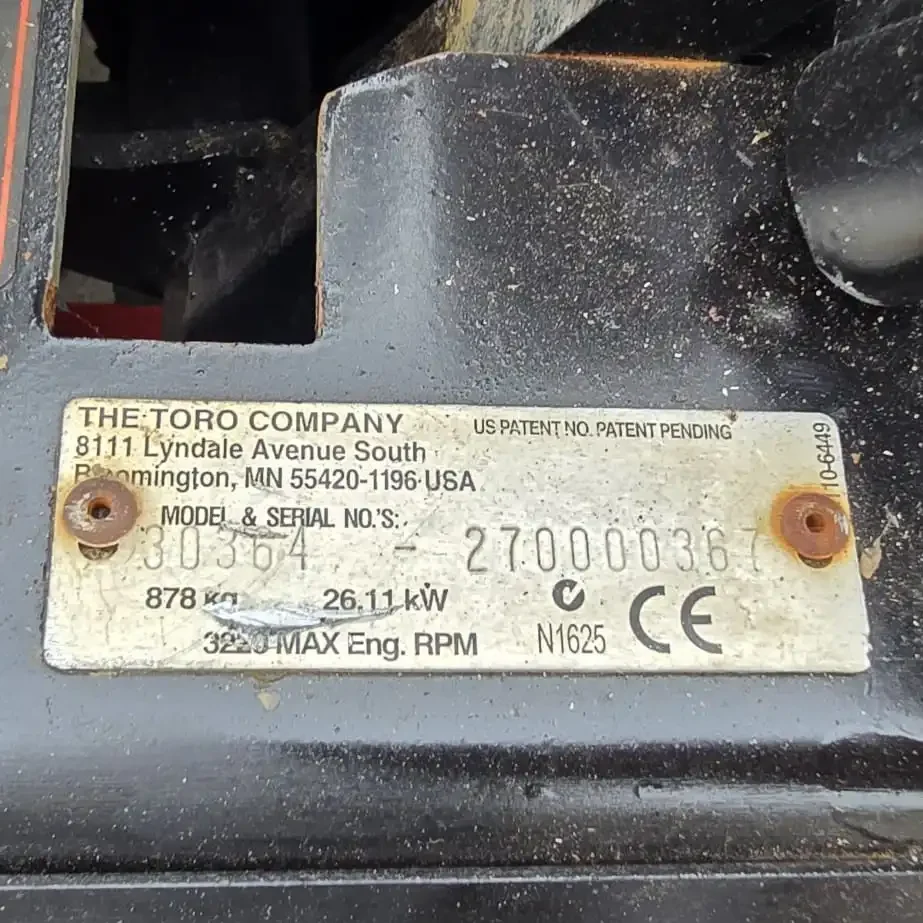 THE TORO COMPANY
US PATENT NO. PATENT PENDING
8111 Lyndale Avenue South
MN 55420-1196 USA
MODEL & SERIAL NO.'S:
30364 - 270000367
878 kg 26.11 kW
MAX Eng. RPM
N1625 CE
110-6449